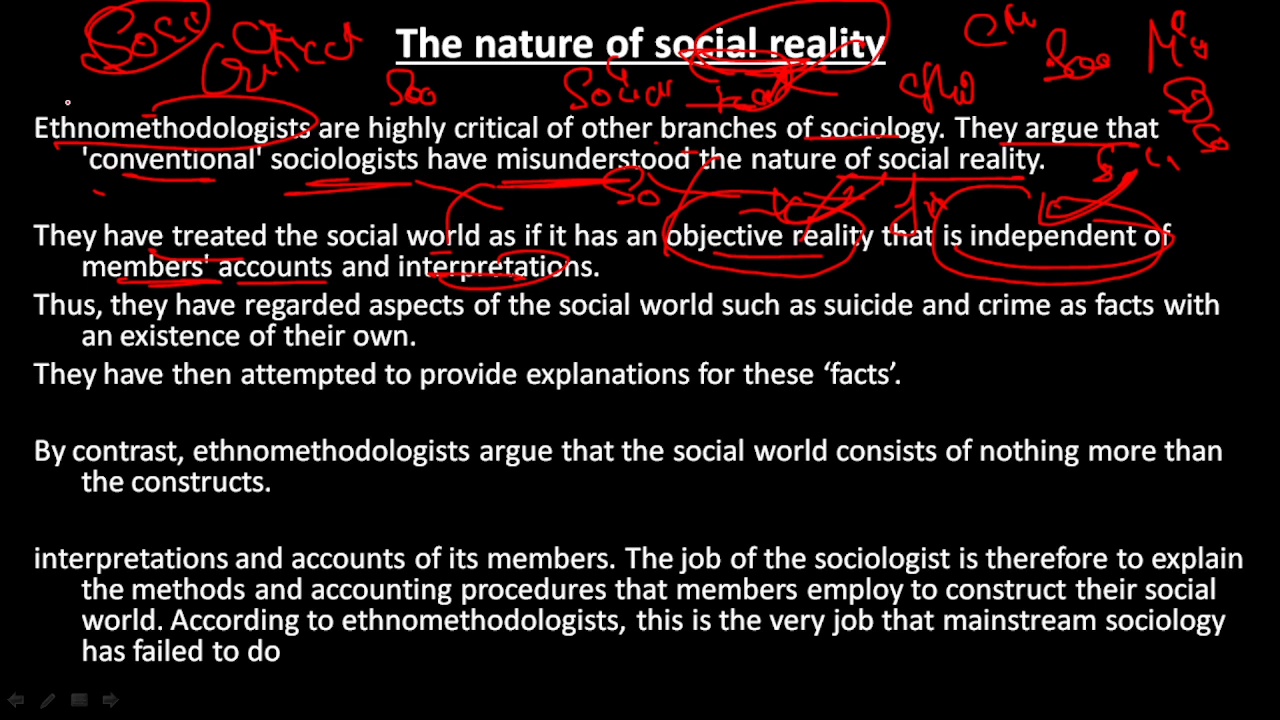 The nature of social reality
Ethnomethodologists are highly critical of other branches of sociology. They argue that
'conventional' sociologists have misunderstood the nature of social reality.
They have treated the social world as if it has an objective reality that is independent of
members' accounts and interpretations.
Thus, they have regarded aspects of the social world such as suicide and crime as facts with
an existence of their own.
They have then attempted to provide explanations for these ‘facts’.
By contrast, ethnomethodologists argue that the social world consists of nothing more than
the constructs.
interpretations and accounts of its members. The job of the sociologist is therefore to explain
the methods and accounting procedures that members employ to construct their social
world. According to ethnomethodologists, this is the very job that mainstream sociology
has failed to do